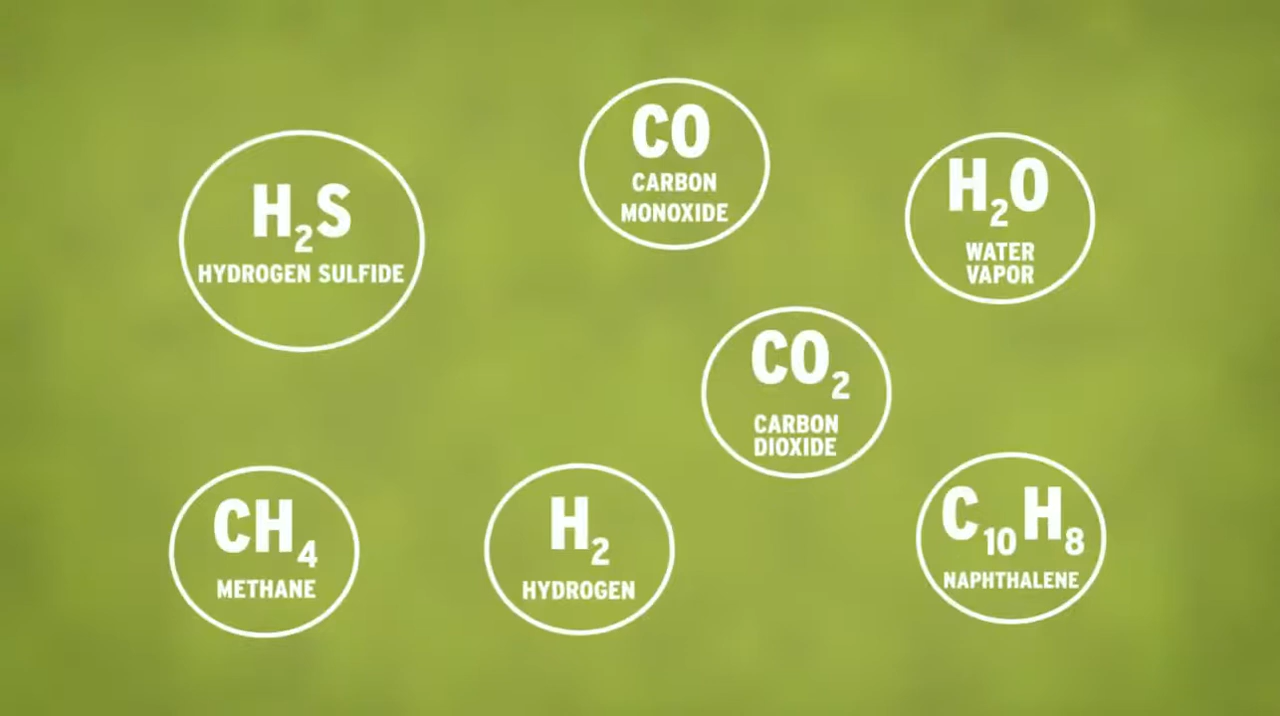 CO
CARBON
MONOXIDE
H₂S
HYDROGEN SULFIDE
H₂O
WATER
VAPOR
CO₂
CARBON
DIOXIDE
CH₄
METHANE
H₂
HYDROGEN
C₁₀H₈
NAPHTHALENE